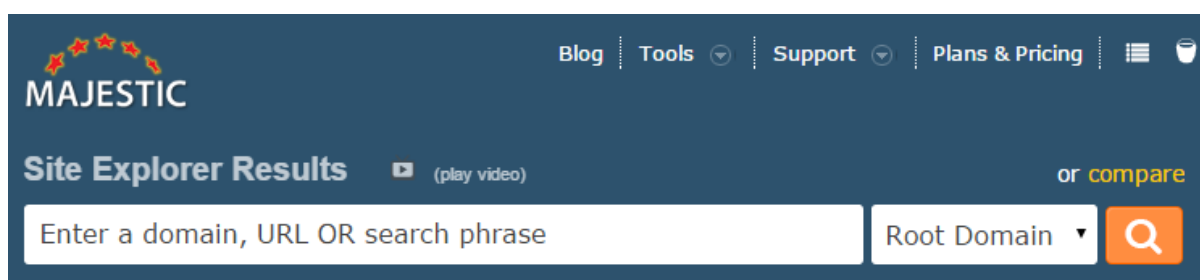 MAJESTIC
Blog Tools Support Plans & Pricing
Site Explorer Results (play video) or compare
Enter a domain, URL OR search phrase Root Domain